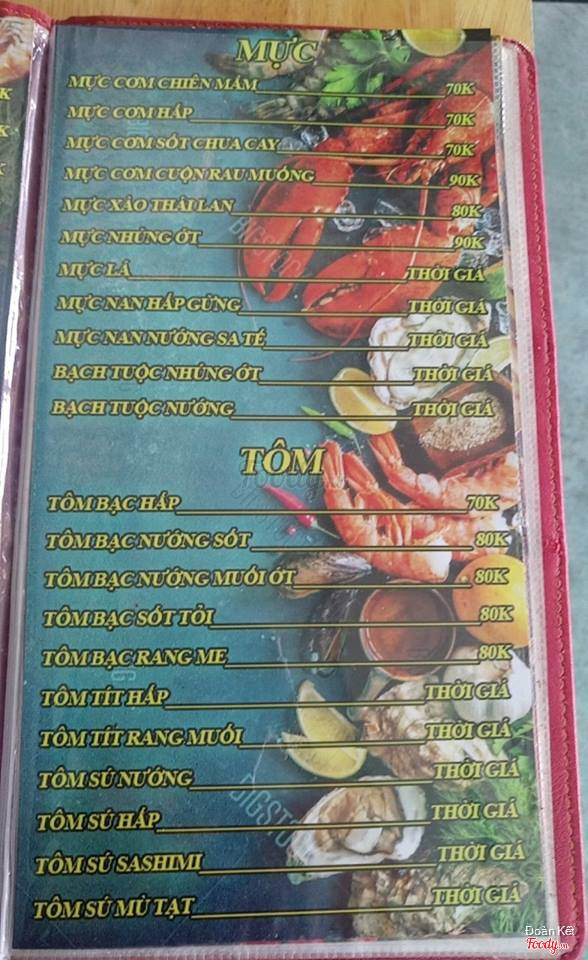 MỰC
MỰC CƠM CHIÊN MẮM 70K
MỰC CƠM HẤP 70K
MỰC CƠM SỐT CHUA CAY 70K
MỰC CƠM CUỘN RAU MUỐNG 90K
MỰC XÀO THÁI LAN 80K
MỰC NHÚNG ỚT 90K
MỰC LÁ THỜI GIÁ
MỰC NAN HẤP GỪNG THỜI GIÁ
MỰC NAN NƯỚNG SA TẾ THỜI GIÁ
BẠCH TUỘC NHÚNG ỚT THỜI GIÁ
BẠCH TUỘC NƯỚNG THỜI GIÁ
TÔM
TÔM BẠC HẤP 70K
TÔM BẠC NƯỚNG SỐT 80K
TÔM BẠC NƯỚNG MUỐI ỚT 80K
TÔM BẠC SỐT TỎI 80K
TÔM BẠC RANG ME 80K
TÔM TÍT HẤP THỜI GIÁ
TÔM TÍT RANG MUỐI THỜI GIÁ
TÔM SÚ NƯỚNG THỜI GIÁ
TÔM SÚ HẤP THỜI GIÁ
TÔM SÚ SASHIMI THỜI GIÁ
TÔM SÚ MÙ TẠT THỜI GIÁ
Đoàn Kết
Foody.vn